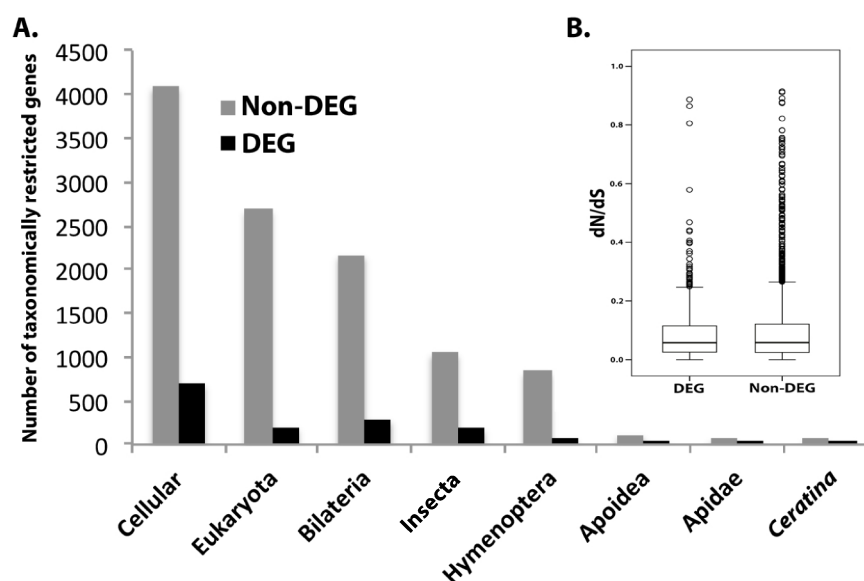 A.
Number of taxonomically restricted genes
4500
4000
3500
3000
2500
2000
1500
1000
500
0
Non-DEG
DEG
Cellular
Eukaryota
Bilateria
Insecta
Hymenoptera
Apoidea
Apidae
Ceratina
B.
dN/dS
1.0
0.8
0.6
0.4
0.2
0.0
DEG
Non-DEG